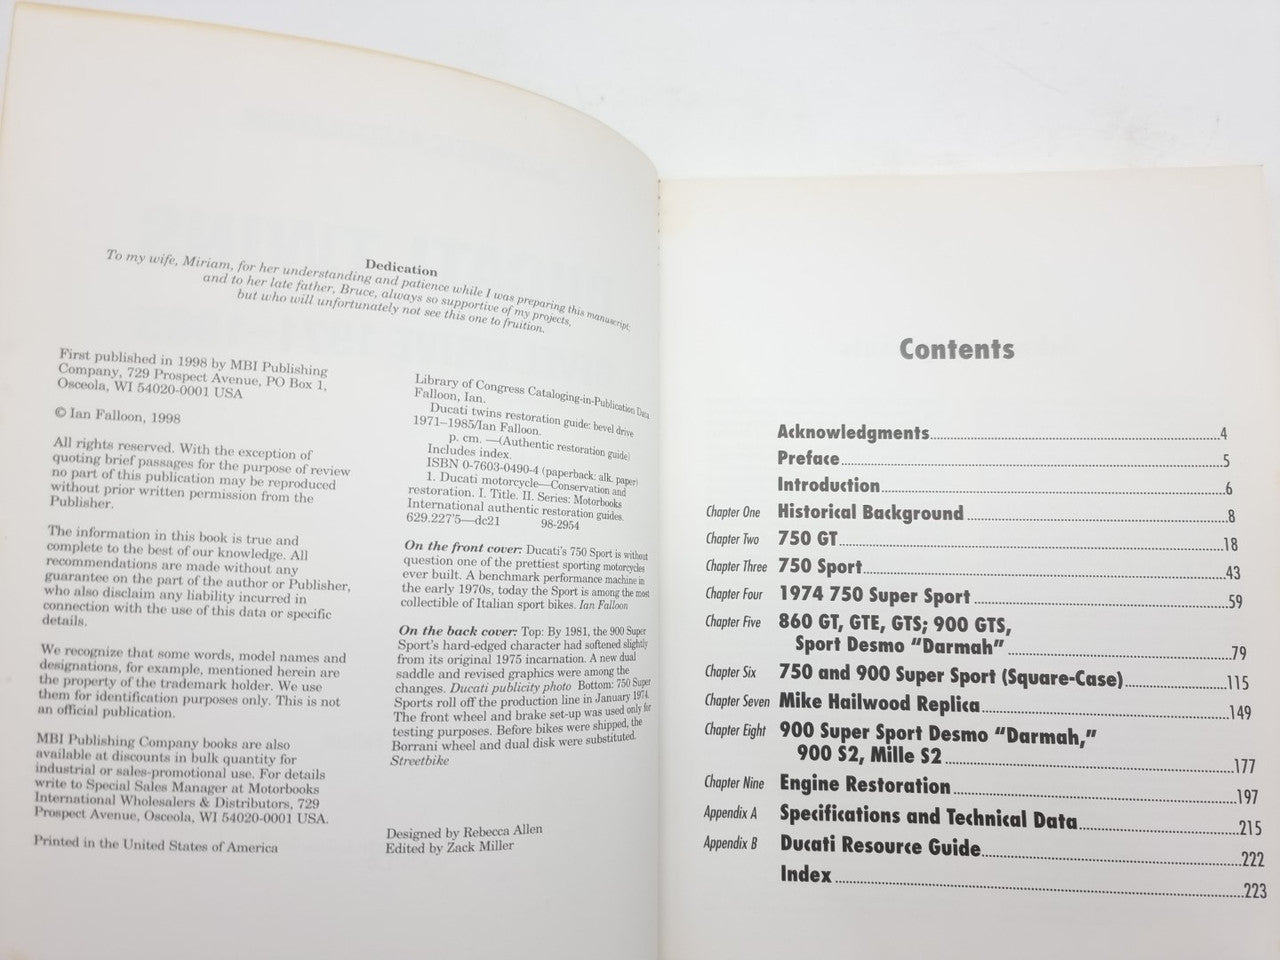 Dedication
To my wife, Miriam, for her understanding and patience while I was preparing this manuscript;
and to her late father, Bruce, always so supportive of my projects,
but who will unfortunately not see this one to fruition.
First published in 1998 by MBI Publishing
Company, 729 Prospect Avenue, PO Box 1,
Osceola, WI 54020-0001 USA
© Ian Falloon, 1998
All rights reserved. With the exception of
quoting brief passages for the purpose of review
no part of this publication may be reproduced
without prior written permission from the
Publisher.
The information in this book is true and
complete to the best of our knowledge. All
recommendations are made without any
guarantee on the part of the author or Publisher,
who also disclaim any liability incurred in
connection with the use of this data or specific
details.
We recognize that some words, model names and
designations, for example, mentioned herein are
the property of the trademark holder. We use
them for identification purposes only. This is not
an official publication.
MBI Publishing Company books are also
available at discounts in bulk quantity for
industrial or sales-promotional use. For details
write to Special Sales Manager at Motorbooks
International Wholesalers & Distributors, 729
Prospect Avenue, Osceola, WI 54020-0001 USA.
Printed in the United States of America
Library of Congress Cataloging-in-Publication Data
Falloon, Ian.
Ducati twins restoration guide: bevel drive
1971–1985/Ian Falloon.
p. cm. —(Authentic restoration guide)
Includes index.
ISBN 0-7603-0490-4 (paperback: alk. paper)
1. Ducati motorcycle—Conservation and
restoration. I. Title. II. Series: Motorbooks
International authentic restoration guides.
629.227'5—dc21 98-2954
On the front cover: Ducati's 750 Sport is without
question one of the prettiest sporting motorcycles
ever built. A benchmark performance machine in
the early 1970s, today the Sport is among the most
collectible of Italian sport bikes. Ian Falloon
On the back cover: Top: By 1981, the 900 Super
Sport's hard-edged character had softened slightly
from its original 1975 incarnation. A new dual
saddle and revised graphics were among the
changes. Ducati publicity photo Bottom: 750 Super
Sports roll off the production line in January 1974.
The front wheel and brake set-up was used only for
testing purposes. Before bikes were shipped, the
Borrani wheel and dual disk were substituted.
Streetbike
Designed by Rebecca Allen
Edited by Zack Miller
Contents
Acknowledgments 4
Preface 5
Introduction 6
Chapter One Historical Background 8
Chapter Two 750 GT 18
Chapter Three 750 Sport 43
Chapter Four 1974 750 Super Sport 59
Chapter Five 860 GT, GTE, GTS; 900 GTS,
Sport Desmo "Darmah" 79
Chapter Six 750 and 900 Super Sport (Square-Case) 115
Chapter Seven Mike Hailwood Replica 149
Chapter Eight 900 Super Sport Desmo "Darmah,"
900 S2, Mille S2 177
Chapter Nine Engine Restoration 197
Appendix A Specifications and Technical Data 215
Appendix B Ducati Resource Guide 222
Index 223